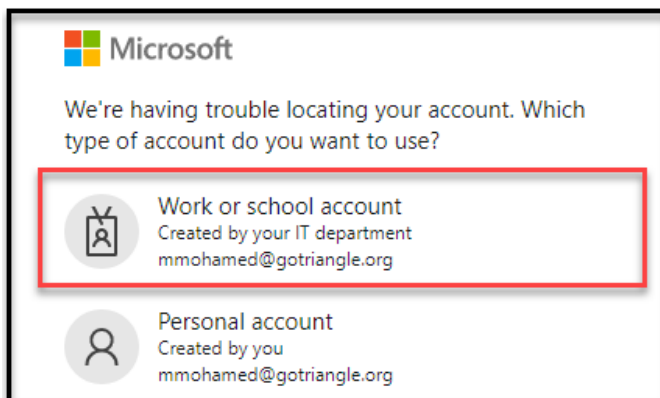 Microsoft
We're having trouble locating your account. Which
type of account do you want to use?
Work or school account
Created by your IT department
mmohamed@gotriangle.org
Personal account
Created by you
mmohamed@gotriangle.org